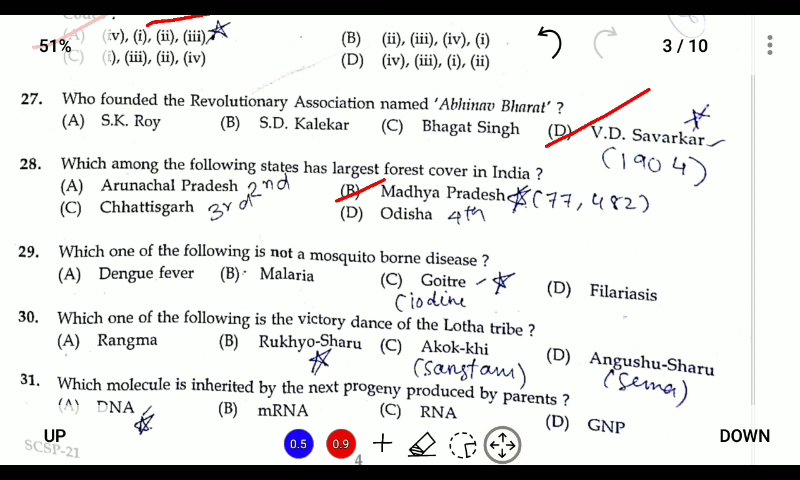 (A) (iv), (i), (ii), (iii)
51%
(B) (ii), (iii), (iv), (i)
3 / 10
(C) (i), (iii), (ii), (iv)
(D) (iv), (iii), (i), (ii)
27. Who founded the Revolutionary Association named 'Abhinav Bharat' ?
(A) S.K. Roy (B) S.D. Kalekar (C) Bhagat Singh (D) V.D. Savarkar
(1904)
28. Which among the following states has largest forest cover in India ?
(A) Arunachal Pradesh 2nd (B) Madhya Pradesh (77,482)
(C) Chhattisgarh 3rd (D) Odisha 4th
29. Which one of the following is not a mosquito borne disease ?
(A) Dengue fever (B) Malaria (C) Goitre (D) Filariasis
(iodine
30. Which one of the following is the victory dance of the Lotha tribe ?
(A) Rangma (B) Rukhyo-Sharu (C) Akok-khi (D) Angushu-Sharu
(Sangtam) (Sema)
31. Which molecule is inherited by the next progeny produced by parents ?
(A) DNA (B) mRNA (C) RNA (D) GNP
UP 0.5 0.9 DOWN
SCSP-21
4